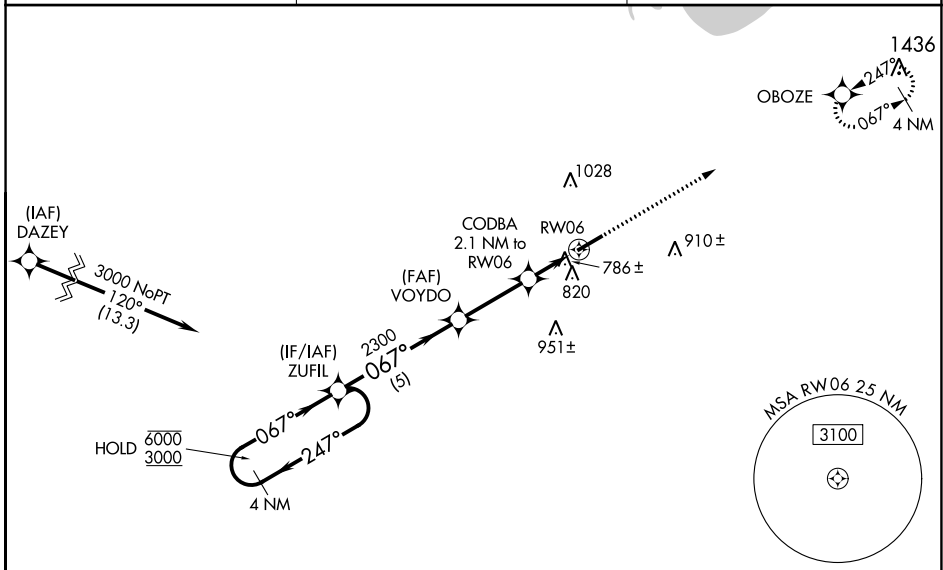 1436
247°
OBOZE
067°
4 NM
1028
(IAF)
DAZEY
CODBA
2.1 NM to
RW06
RW06
910±
786±
820
3000 NoPT
120°
(13.3)
(FAF)
VOYDO
951±
2300
067°
(5)
(IF/IAF)
ZUFIL
067°
247°
HOLD 6000
3000
4 NM
MSA RW06 25 NM
3100